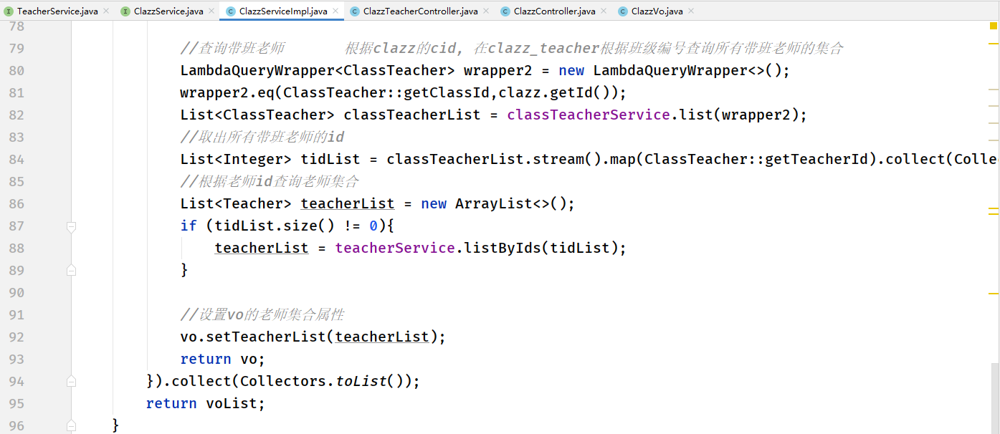 TeacherService.java ClazzService.java ClazzServiceImpl.java ClazzTeacherController.java ClazzController.java ClazzVo.java
78
79 //查询带班老师 根据clazz的cid, 在clazz_teacher根据班级编号查询所有带班老师的集合
80 LambdaQueryWrapper<ClassTeacher> wrapper2 = new LambdaQueryWrapper<>();
81 wrapper2.eq(ClassTeacher::getClassId,clazz.getId());
82 List<ClassTeacher> classTeacherList = classTeacherService.list(wrapper2);
83 //取出所有带班老师的id
84 List<Integer> tidList = classTeacherList.stream().map(ClassTeacher::getTeacherId).collect(Colle
85 //根据老师id查询老师集合
86 List<Teacher> teacherList = new ArrayList<>();
87 if (tidList.size() != 0){
88 teacherList = teacherService.listByIds(tidList);
89 }
90
91 //设置vo的老师集合属性
92 vo.setTeacherList(teacherList);
93 return vo;
94 }).collect(Collectors.toList());
95 return voList;
96 }